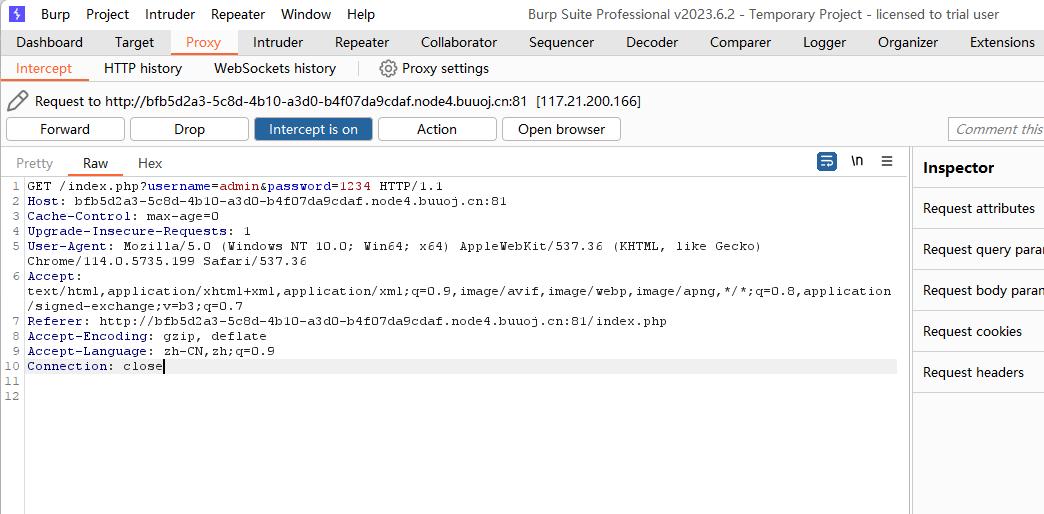 Burp Project Intruder Repeater Window Help Burp Suite Professional v2023.6.2 - Temporary Project - licensed to trial user
Dashboard Target Proxy Intruder Repeater Collaborator Sequencer Decoder Comparer Logger Organizer Extensions
Intercept HTTP history WebSockets history Proxy settings
Request to http://bfb5d2a3-5c8d-4b10-a3d0-b4f07da9cdaf.node4.buuoj.cn:81 [117.21.200.166]
Forward Drop Intercept is on Action Open browser Comment this
Pretty Raw Hex \n
Inspector
1 GET /index.php?username=admin&password=1234 HTTP/1.1
2 Host: bfb5d2a3-5c8d-4b10-a3d0-b4f07da9cdaf.node4.buuoj.cn:81
3 Cache-Control: max-age=0
4 Upgrade-Insecure-Requests: 1
5 User-Agent: Mozilla/5.0 (Windows NT 10.0; Win64; x64) AppleWebKit/537.36 (KHTML, like Gecko)
Chrome/114.0.5735.199 Safari/537.36
6 Accept:
text/html,application/xhtml+xml,application/xml;q=0.9,image/avif,image/webp,image/apng,*/*;q=0.8,application
/signed-exchange;v=b3;q=0.7
7 Referer: http://bfb5d2a3-5c8d-4b10-a3d0-b4f07da9cdaf.node4.buuoj.cn:81/index.php
8 Accept-Encoding: gzip, deflate
9 Accept-Language: zh-CN,zh;q=0.9
10 Connection: close
11
12
Request attributes
Request query para
Request body param
Request cookies
Request headers